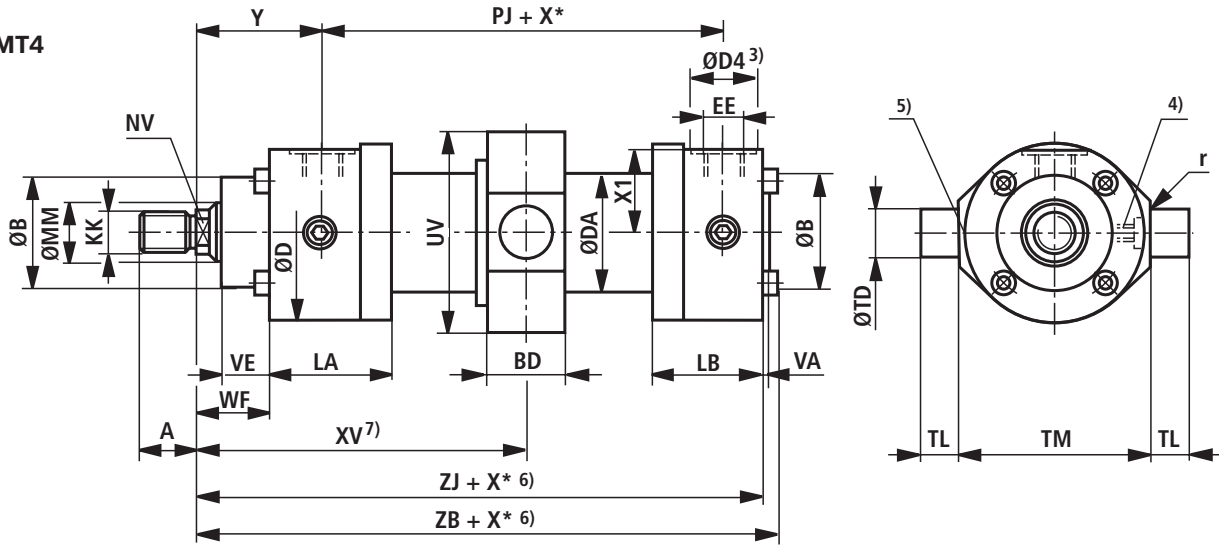 MT4
Y
PJ + X*
ØD4 3)
EE
NV
5)
4)
r
ØB
ØMM
KK
ØD
UV
ØDA
X1
ØB
ØTD
VE
LA
BD
LB
VA
WF
A
XV 7)
TL
TM
TL
ZJ + X* 6)
ZB + X* 6)